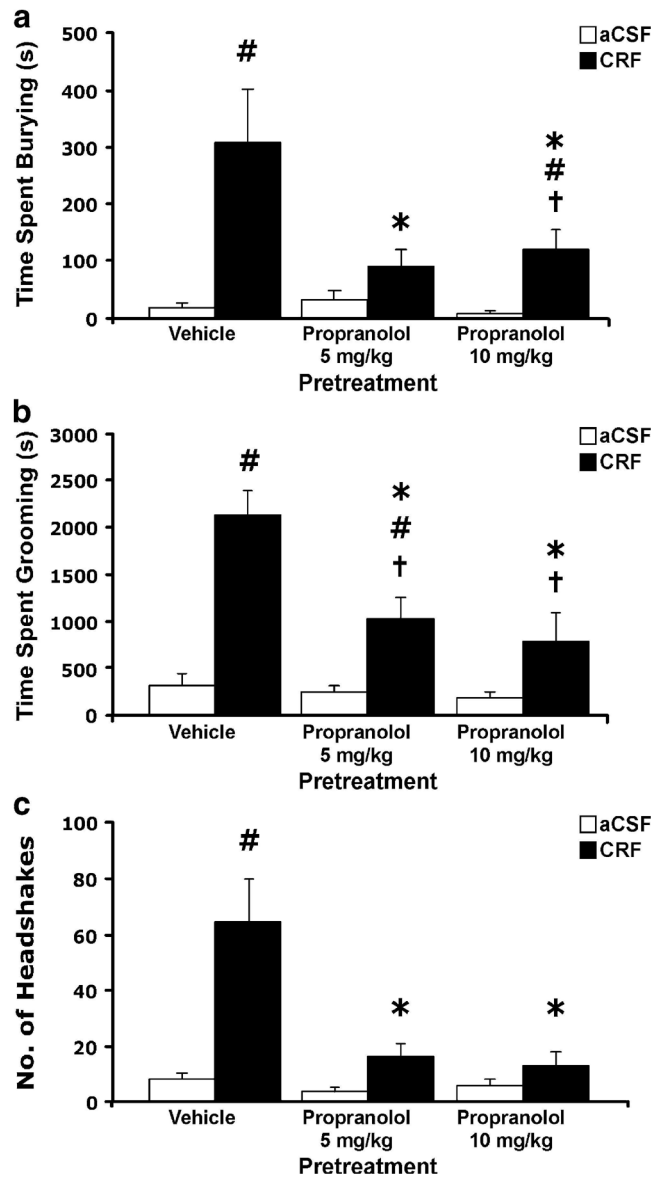 a
500
400
300
200
100
0
Time Spent Burying (s)
aCSF
CRF
#
*
*
#
†
Vehicle
Propranolol
5 mg/kg
Propranolol
10 mg/kg
Pretreatment
b
3000
2500
2000
1500
1000
500
0
Time Spent Grooming (s)
aCSF
CRF
#
*
#
†
*
†
Vehicle
Propranolol
5 mg/kg
Propranolol
10 mg/kg
Pretreatment
c
100
80
60
40
20
0
No. of Headshakes
aCSF
CRF
#
*
*
Vehicle
Propranolol
5 mg/kg
Propranolol
10 mg/kg
Pretreatment